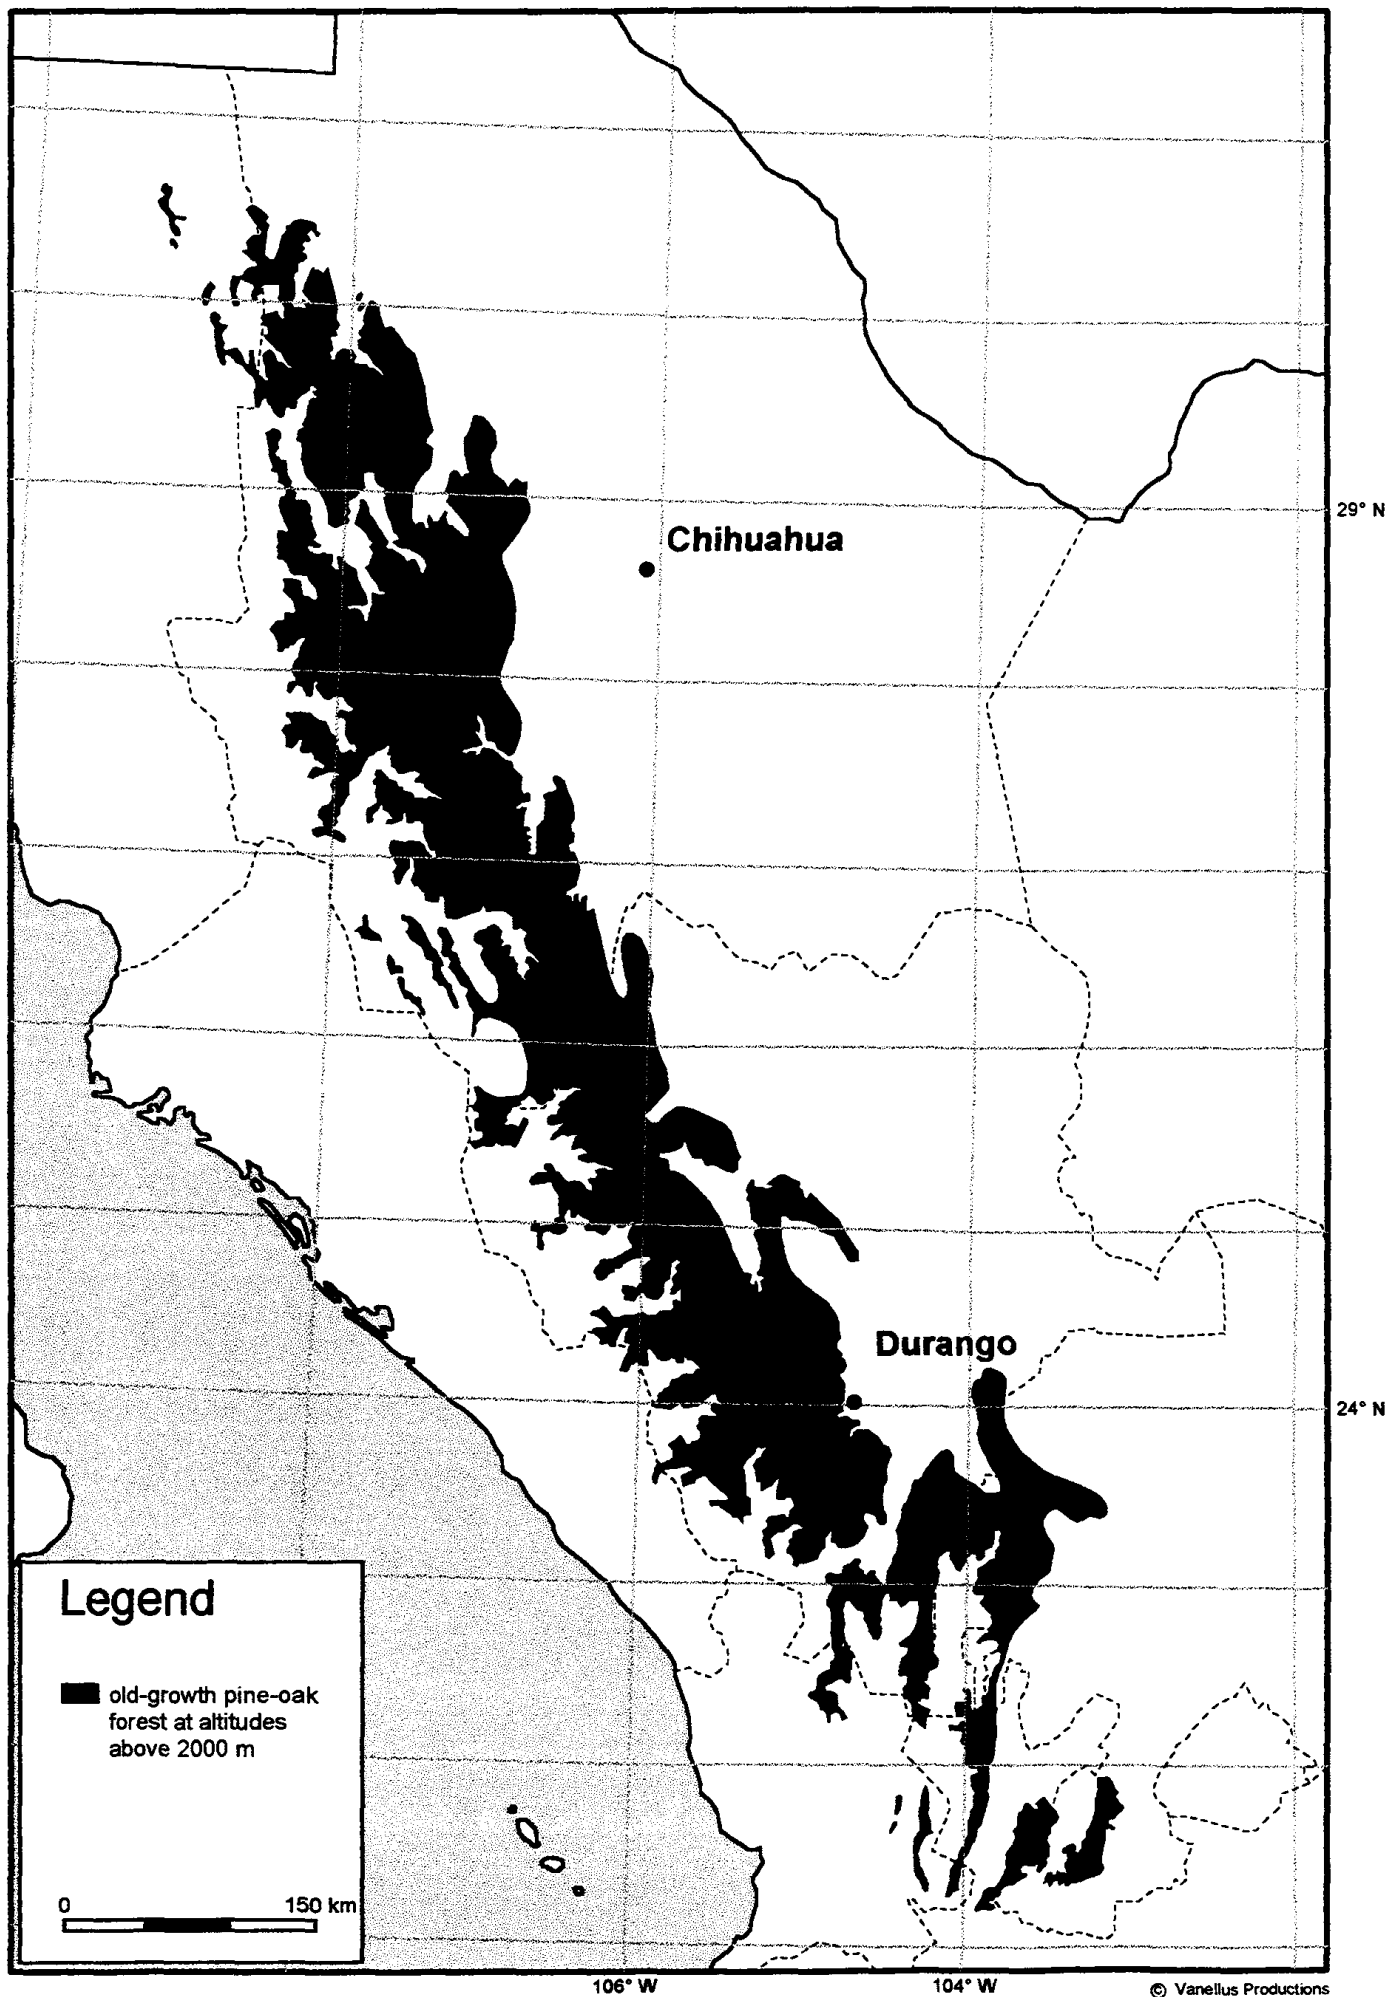 29° N
Chihuahua
Durango
24° N
Legend
old-growth pine-oak
forest at altitudes
above 2000 m
0 150 km
106° W 104° W
© Vanellus Productions